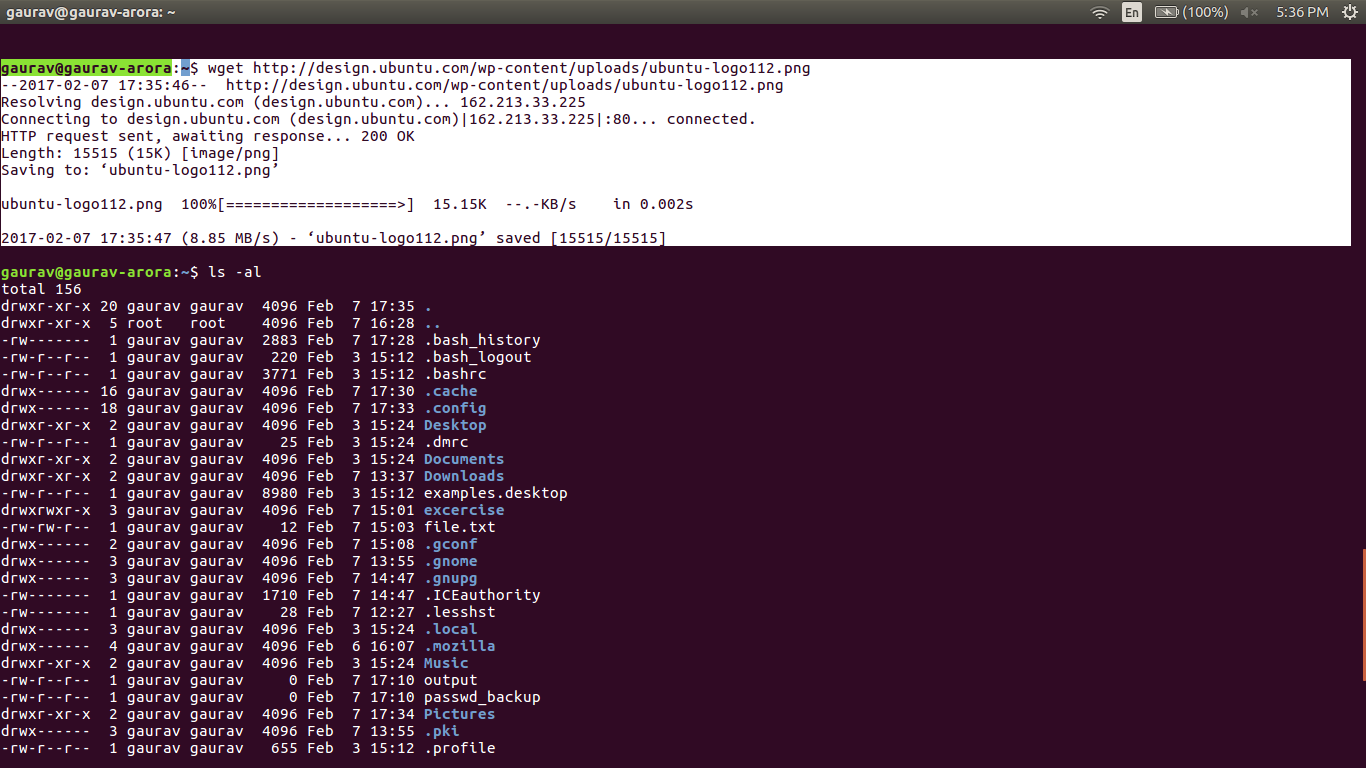 gaurav@gaurav-arora: ~ En (100%) 5:36 PM
gaurav@gaurav-arora:~$ wget http://design.ubuntu.com/wp-content/uploads/ubuntu-logo112.png
--2017-02-07 17:35:46--  http://design.ubuntu.com/wp-content/uploads/ubuntu-logo112.png
Resolving design.ubuntu.com (design.ubuntu.com)... 162.213.33.225
Connecting to design.ubuntu.com (design.ubuntu.com)|162.213.33.225|:80... connected.
HTTP request sent, awaiting response... 200 OK
Length: 15515 (15K) [image/png]
Saving to: ‘ubuntu-logo112.png’
ubuntu-logo112.png  100%[===================>]  15.15K  --.-KB/s    in 0.002s
2017-02-07 17:35:47 (8.85 MB/s) - ‘ubuntu-logo112.png’ saved [15515/15515]
gaurav@gaurav-arora:~$ ls -al
total 156
drwxr-xr-x 20 gaurav gaurav  4096 Feb  7 17:35 .
drwxr-xr-x  5 root   root    4096 Feb  7 16:28 ..
-rw-------  1 gaurav gaurav  2883 Feb  7 17:28 .bash_history
-rw-r--r--  1 gaurav gaurav   220 Feb  3 15:12 .bash_logout
-rw-r--r--  1 gaurav gaurav  3771 Feb  3 15:12 .bashrc
drwx------ 16 gaurav gaurav  4096 Feb  7 17:30 .cache
drwx------ 18 gaurav gaurav  4096 Feb  7 17:33 .config
drwxr-xr-x  2 gaurav gaurav  4096 Feb  3 15:24 Desktop
-rw-r--r--  1 gaurav gaurav    25 Feb  3 15:24 .dmrc
drwxr-xr-x  2 gaurav gaurav  4096 Feb  3 15:24 Documents
drwxr-xr-x  2 gaurav gaurav  4096 Feb  7 13:37 Downloads
-rw-r--r--  1 gaurav gaurav  8980 Feb  3 15:12 examples.desktop
drwxrwxr-x  3 gaurav gaurav  4096 Feb  7 15:01 excercise
-rw-rw-r--  1 gaurav gaurav    12 Feb  7 15:03 file.txt
drwx------  2 gaurav gaurav  4096 Feb  7 15:08 .gconf
drwx------  3 gaurav gaurav  4096 Feb  7 13:55 .gnome
drwx------  3 gaurav gaurav  4096 Feb  7 14:47 .gnupg
-rw-------  1 gaurav gaurav  1710 Feb  7 14:47 .ICEauthority
-rw-------  1 gaurav gaurav    28 Feb  7 12:27 .lesshst
drwx------  3 gaurav gaurav  4096 Feb  3 15:24 .local
drwx------  4 gaurav gaurav  4096 Feb  6 16:07 .mozilla
drwxr-xr-x  2 gaurav gaurav  4096 Feb  3 15:24 Music
-rw-r--r--  1 gaurav gaurav     0 Feb  7 17:10 output
-rw-r--r--  1 gaurav gaurav     0 Feb  7 17:10 passwd_backup
drwxr-xr-x  2 gaurav gaurav  4096 Feb  7 17:34 Pictures
drwx------  3 gaurav gaurav  4096 Feb  7 13:55 .pki
-rw-r--r--  1 gaurav gaurav   655 Feb  3 15:12 .profile